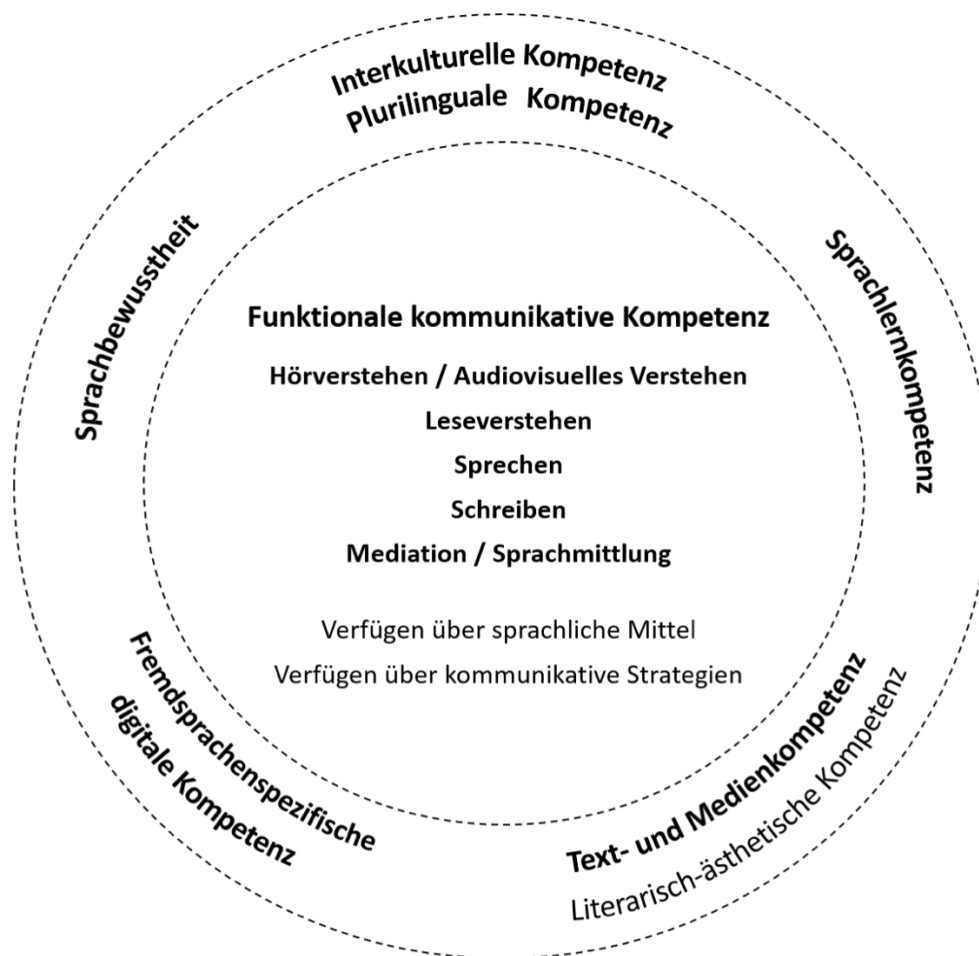 Interkulturelle Kompetenz
Plurilinguale Kompetenz
Sprachbewusstheit
Sprachlernkompetenz
Funktionale kommunikative Kompetenz
Hörverstehen / Audiovisuelles Verstehen
Leseverstehen
Sprechen
Schreiben
Mediation / Sprachmittlung
Verfügen über sprachliche Mittel
Verfügen über kommunikative Strategien
Fremdsprachenspezifische
digitale Kompetenz
Text- und Medienkompetenz
Literarisch-ästhetische Kompetenz